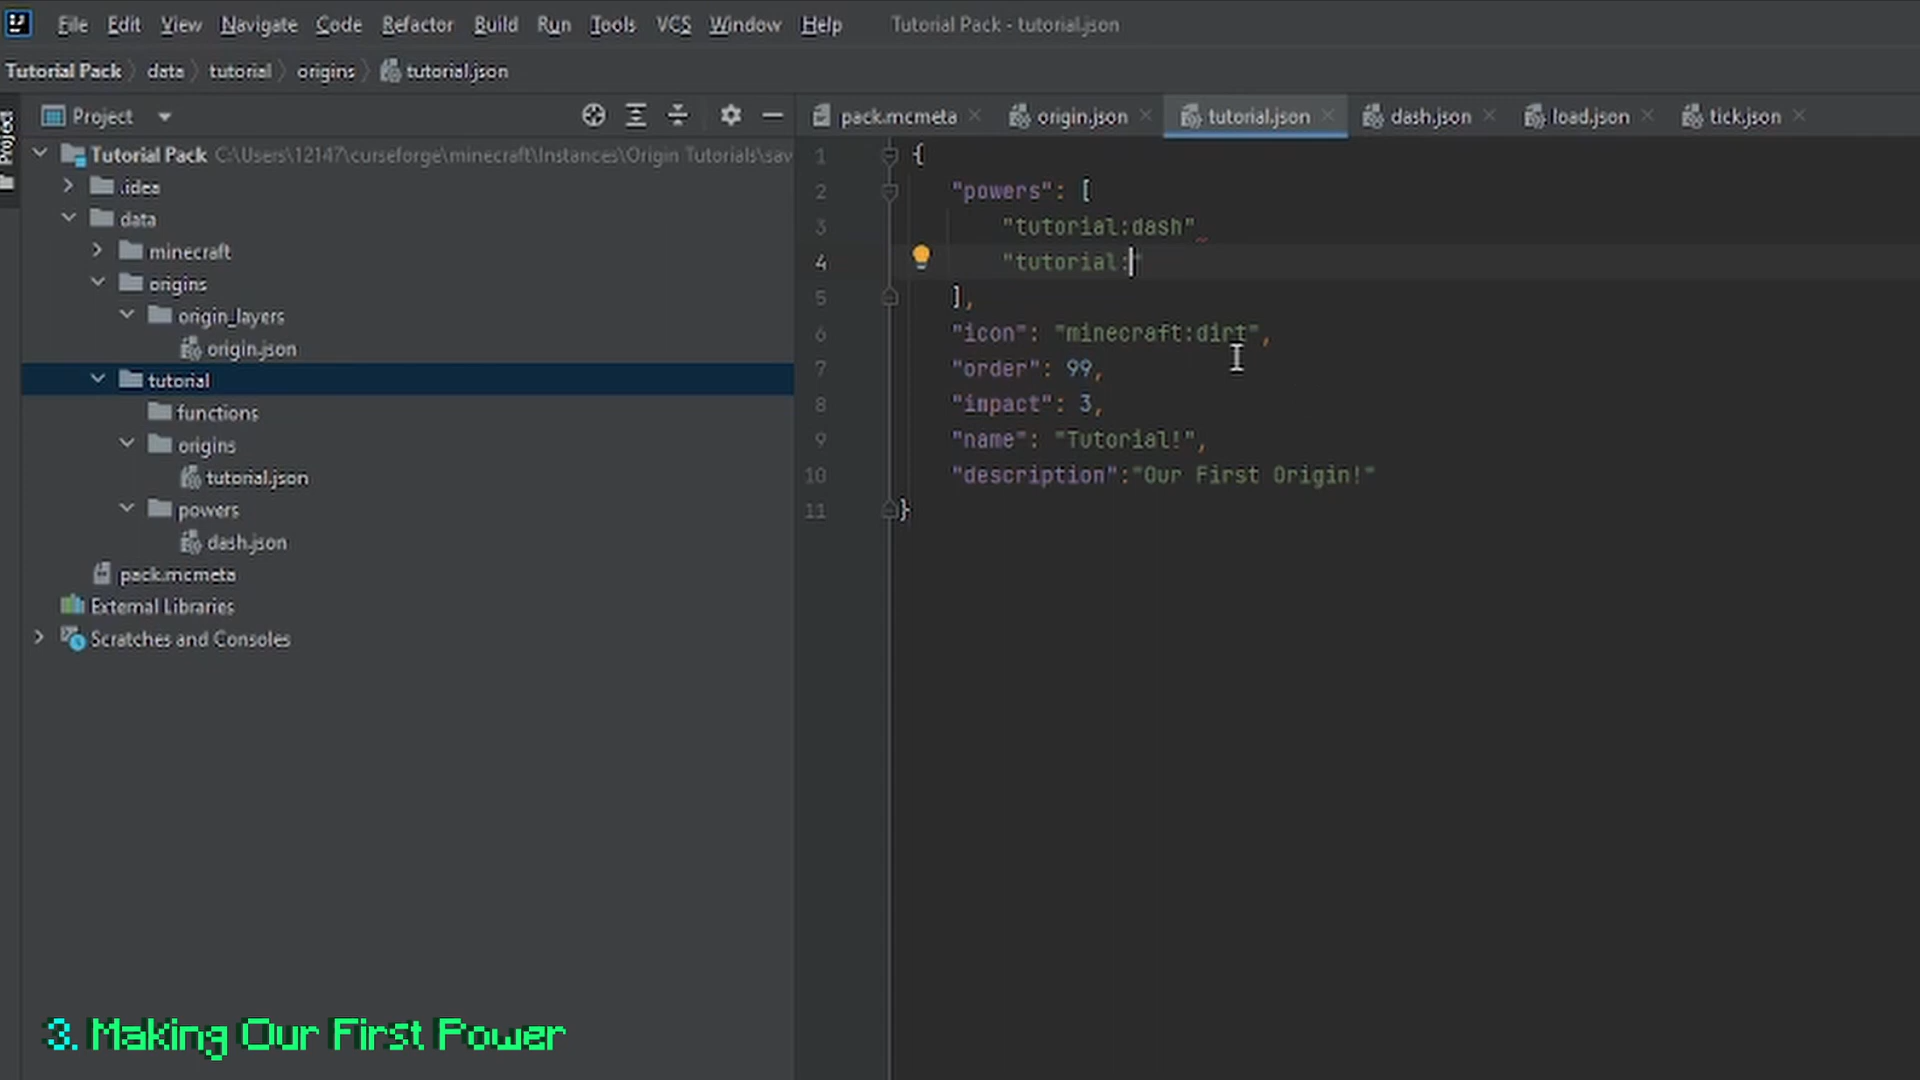 File Edit View Navigate Code Refactor Build Run Tools VCS Window Help Tutorial Pack - tutorial.json
Tutorial Pack data tutorial origins tutorial.json
Project
Project
pack.mcmeta origin.json tutorial.json dash.json load.json tick.json
Tutorial Pack C:\Users\12147\curseforge\minecraft\Instances\Origin Tutorials\sav
.idea
data
minecraft
origins
origin_layers
origin.json
tutorial
functions
origins
tutorial.json
powers
dash.json
pack.mcmeta
External Libraries
Scratches and Consoles
1 {
2 "powers": [
3 "tutorial:dash"
4 "tutorial:"
5 ],
6 "icon": "minecraft:dirt",
7 "order": 99,
8 "impact": 3,
9 "name": "Tutorial!",
10 "description":"Our First Origin!"
11 }
3. Making Our First Power